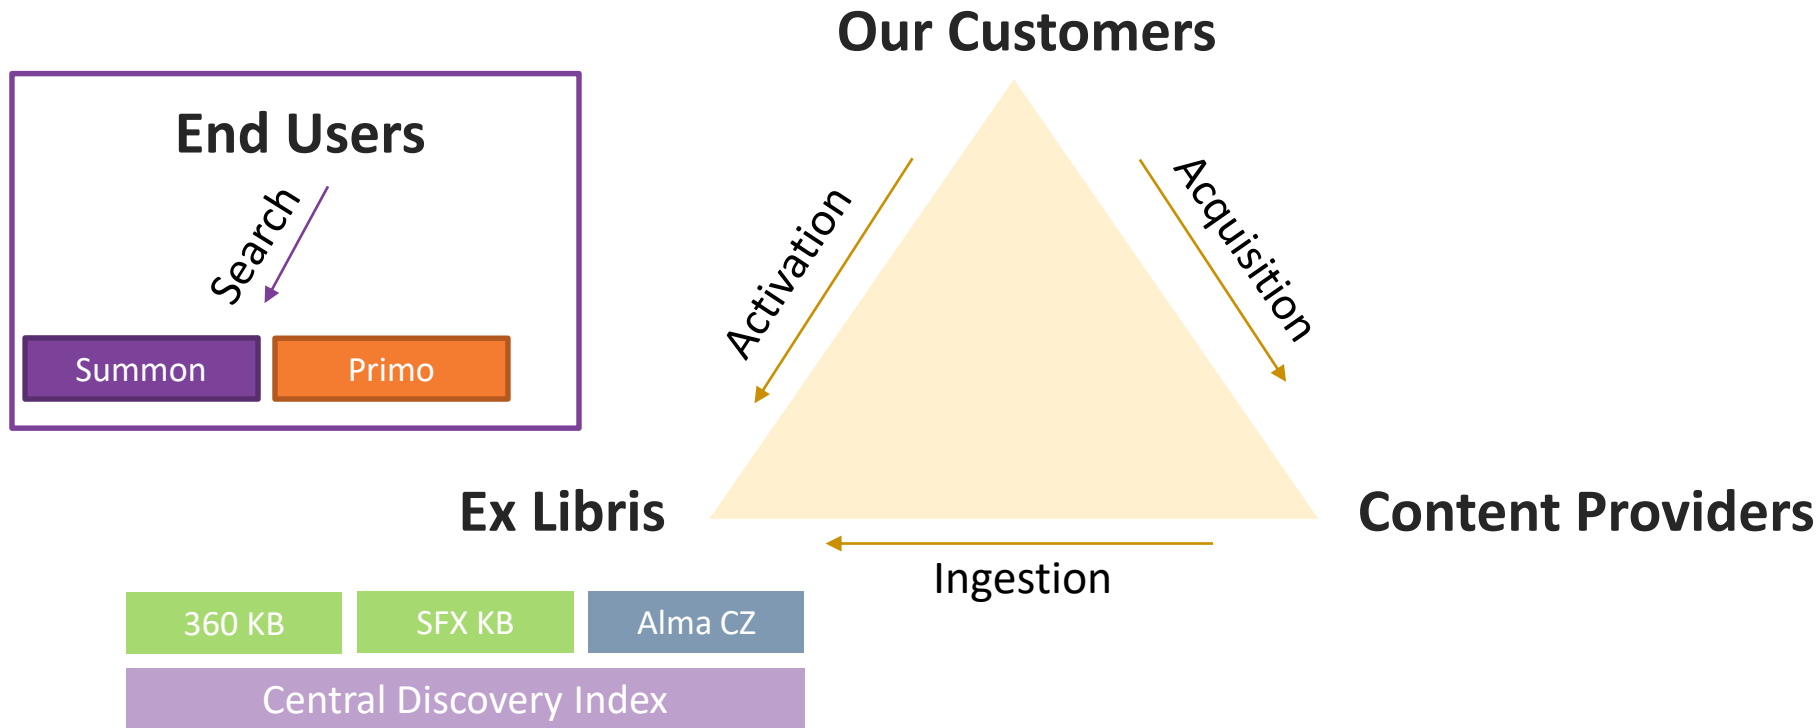 Our Customers
End Users
Search
Summon
Primo
Activation
Acquisition
Ex Libris
Content Providers
Ingestion
360 KB
SFX KB
Alma CZ
Central Discovery Index